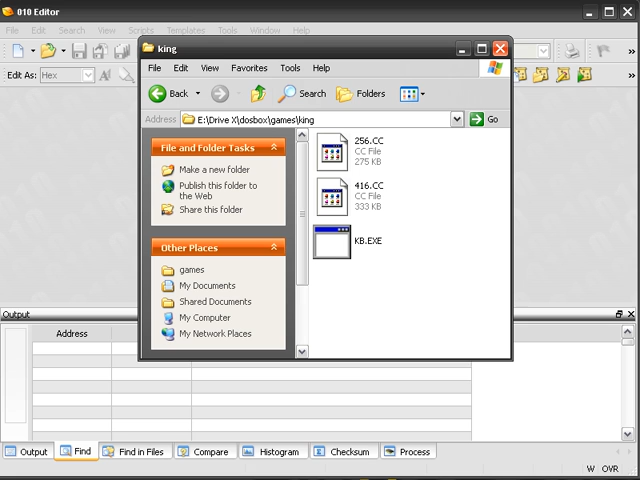 010 Editor
File Edit Search View Scripts Templates Tools Window Help
Edit As: Hex
king
File Edit View Favorites Tools Help
Back Search Folders
Address E:\Drive X\dosbox\games\king Go
File and Folder Tasks
Make a new folder
Publish this folder to
the Web
Share this folder
Other Places
games
My Documents
Shared Documents
My Computer
My Network Places
256.CC
CC File
275 KB
416.CC
CC File
333 KB
KB.EXE
Output
Address
Output Find Find in Files Compare Histogram Checksum Process
W OVR